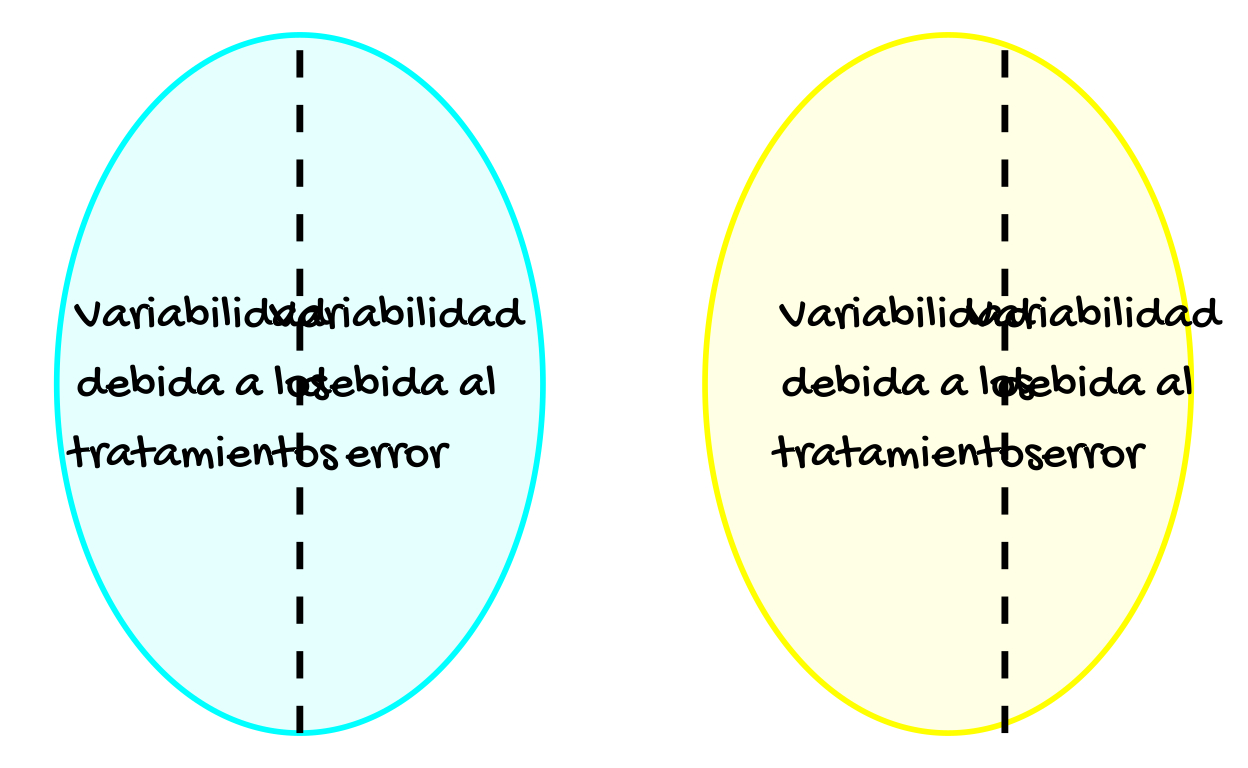 Variabilidad
debida a los
tratamientos
Variabilidad
debida al
error
Variabilidad
debida a los
tratamientos
Variabilidad
debida al
error